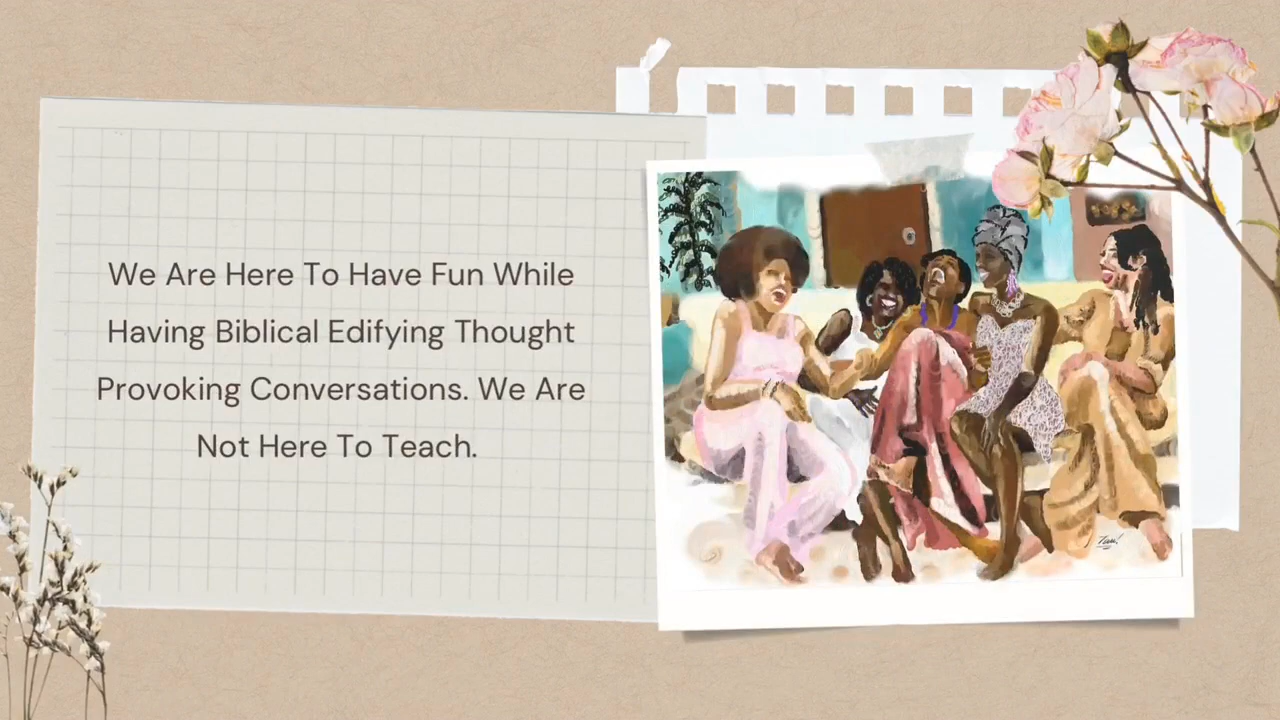 We Are Here To Have Fun While
Having Biblical Edifying Thought
Provoking Conversations. We Are
Not Here To Teach.